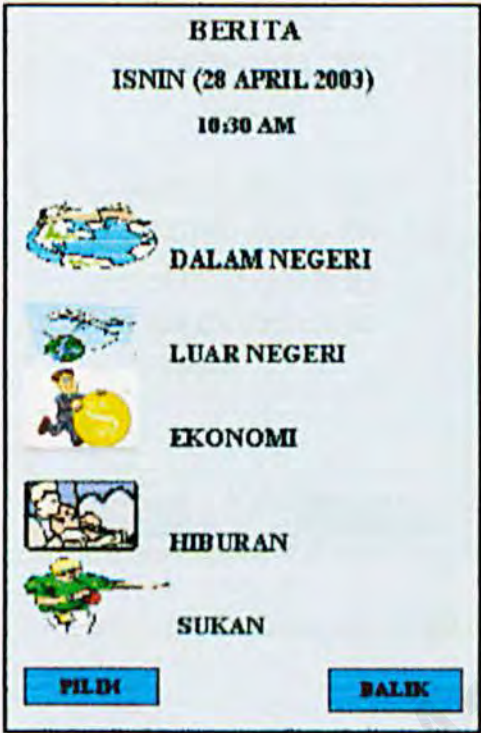 BERITA
ISNIN (28 APRIL 2003)
10:30 AM
DALAM NEGERI
LUAR NEGERI
EKONOMI
HIBURAN
SUKAN
PILIH
BALIK